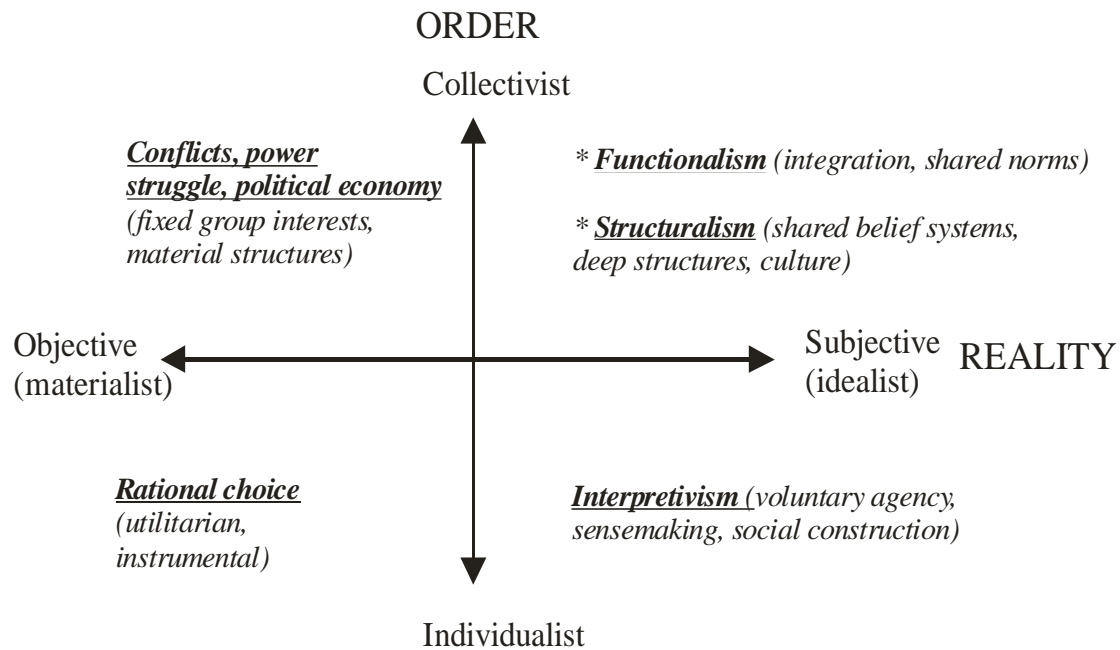 ORDER
Collectivist
Conflicts, power
struggle, political economy
(fixed group interests,
material structures)
* Functionalism (integration, shared norms)
* Structuralism (shared belief systems,
deep structures, culture)
Objective
(materialist)
Subjective
(idealist)
REALITY
Rational choice
(utilitarian,
instrumental)
Interpretivism (voluntary agency,
sensemaking, social construction)
Individualist